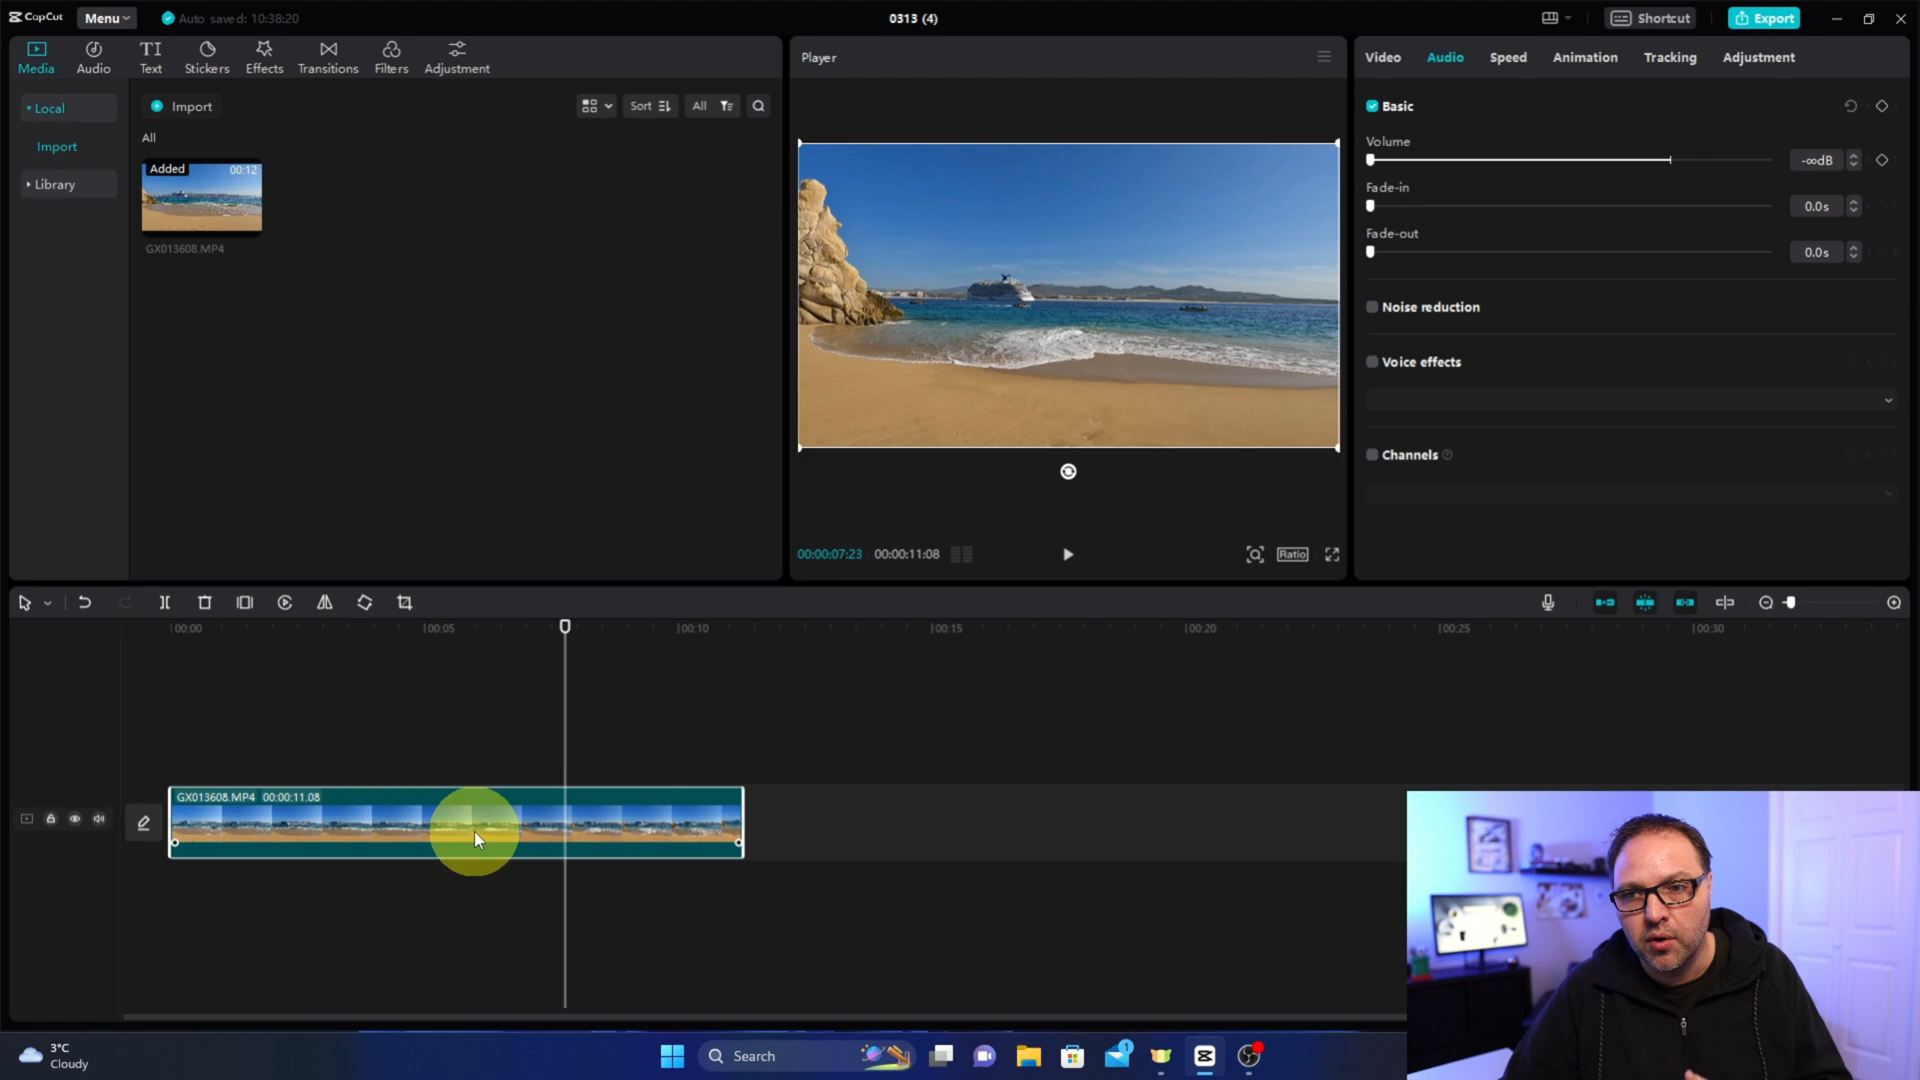 CapCut
Menu
Auto saved: 10:38:20
0313 (4)
Shortcut
Export
Media
Audio
TI
Text
Stickers
Effects
Transitions
Filters
Adjustment
Local
Import
Library
Import
Sort
All
All
Added
00:12
GX013608.MP4
Player
00:00:07:23
00:00:11:08
Ratio
Video
Audio
Speed
Animation
Tracking
Adjustment
Basic
Volume
-∞dB
Fade-in
0.0s
Fade-out
0.0s
Noise reduction
Voice effects
Channels
00:00
00:05
00:10
00:15
00:20
00:25
00:30
GX013608.MP4 00:00:11:08
3°C
Cloudy
Search
1